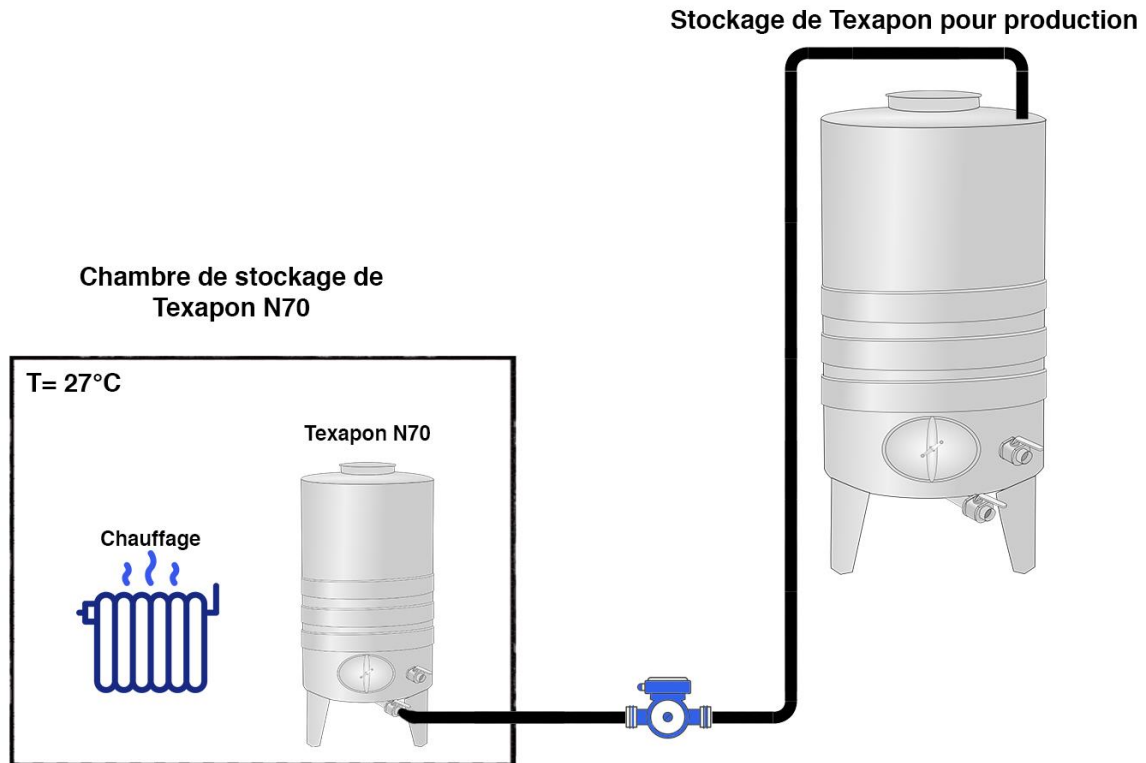 Stockage de Texapon pour production
Chambre de stockage de
Texapon N70
T= 27°C
Texapon N70
Chauffage